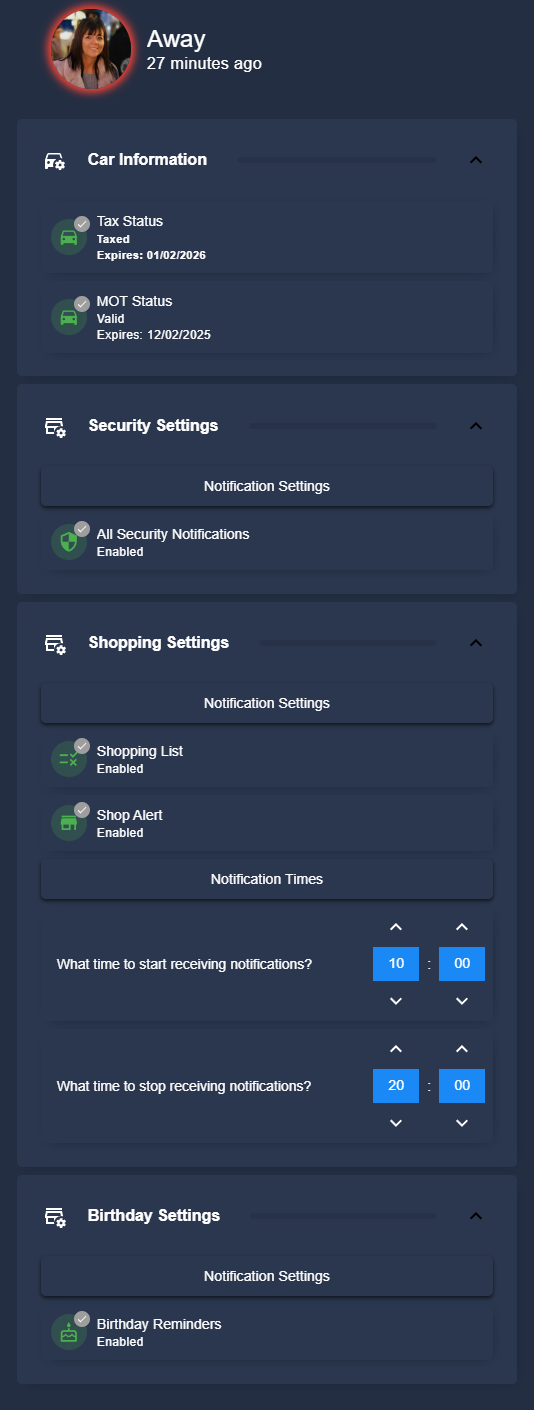 Away
27 minutes ago
Car Information
Tax Status
Taxed
Expires: 01/02/2026
MOT Status
Valid
Expires: 12/02/2025
Security Settings
Notification Settings
All Security Notifications
Enabled
Shopping Settings
Notification Settings
Shopping List
Enabled
Shop Alert
Enabled
Notification Times
What time to start receiving notifications? 10 : 00
What time to stop receiving notifications? 20 : 00
Birthday Settings
Notification Settings
Birthday Reminders
Enabled